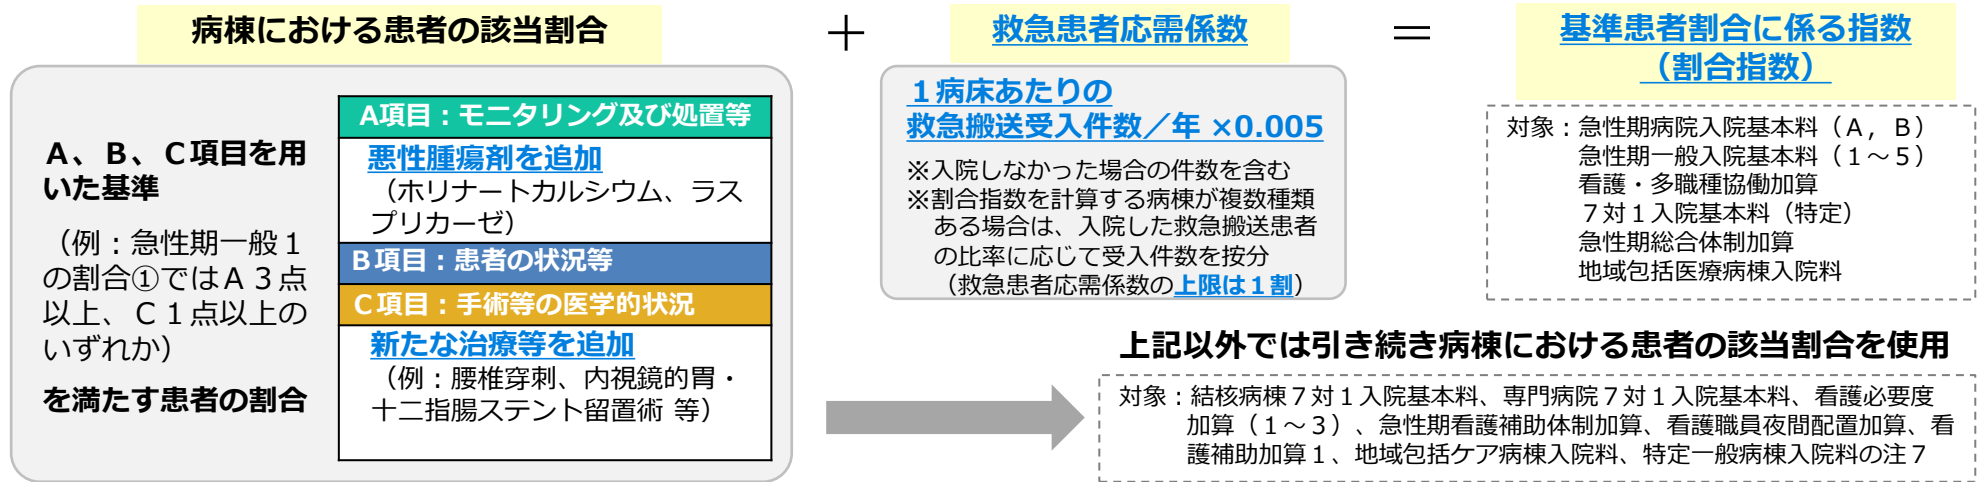 病棟における患者の該当割合
＋
救急患者応需係数
＝
基準患者割合に係る指数
（割合指数）
A、B、C項目を用
いた基準
（例：急性期一般１
の割合①ではＡ３点
以上、Ｃ１点以上の
いずれか）
を満たす患者の割合
A項目：モニタリング及び処置等
悪性腫瘍剤を追加
（ホリナートカルシウム、ラス
プリカーゼ）
Ｂ項目：患者の状況等
Ｃ項目：手術等の医学的状況
新たな治療等を追加
（例：腰椎穿刺、内視鏡的胃・
十二指腸ステント留置術 等）
１病床あたりの
救急搬送受入件数／年 ×0.005
※入院しなかった場合の件数を含む
※割合指数を計算する病棟が複数種類
ある場合は、入院した救急搬送患者
の比率に応じて受入件数を按分
（救急患者応需係数の上限は１割）
対象：急性期病院入院基本料（Ａ，Ｂ）
急性期一般入院基本料（１～５）
看護・多職種協働加算
７対１入院基本料（特定）
急性期総合体制加算
地域包括医療病棟入院料
上記以外では引き続き病棟における患者の該当割合を使用
対象：結核病棟７対１入院基本料、専門病院７対１入院基本料、看護必要度
加算（１～３）、急性期看護補助体制加算、看護職員夜間配置加算、看
護補助加算１、地域包括ケア病棟入院料、特定一般病棟入院料の注７